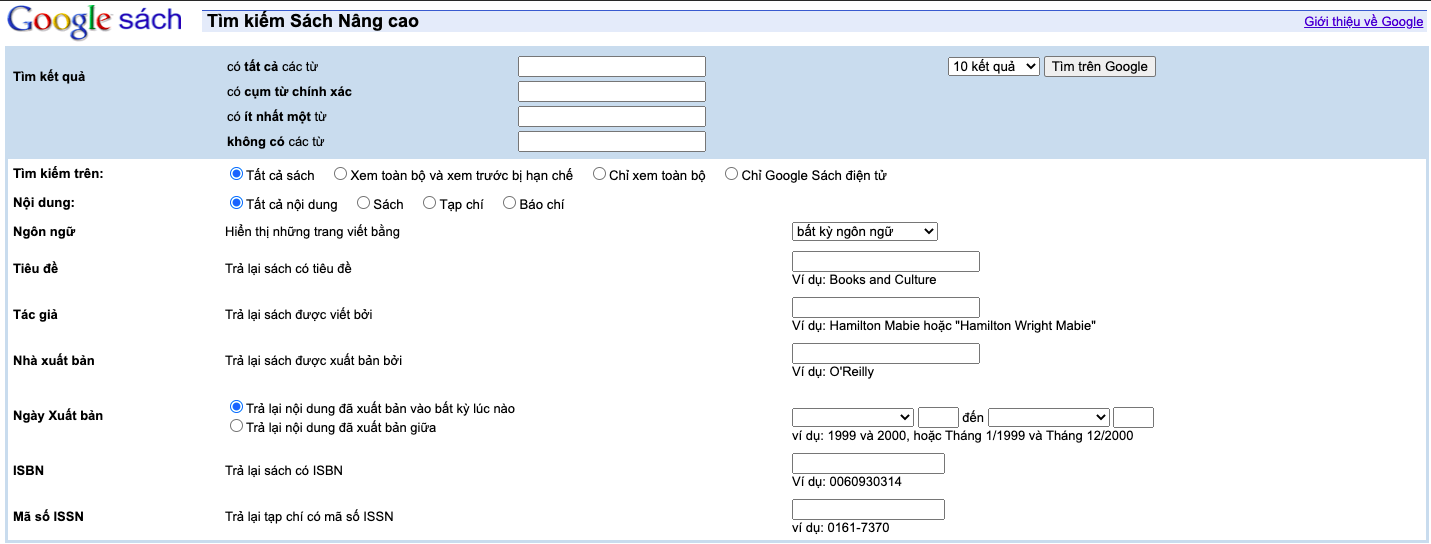 Google sách
Tìm kiếm Sách Nâng cao
Giới thiệu về Google
Tìm kết quả
có tất cả các từ
10 kết quả
Tìm trên Google
có cụm từ chính xác
có ít nhất một từ
không có các từ
Tìm kiếm trên:
Tất cả sách Xem toàn bộ và xem trước bị hạn chế Chỉ xem toàn bộ Chỉ Google Sách điện tử
Nội dung:
Tất cả nội dung Sách Tạp chí Báo chí
Ngôn ngữ
Hiển thị những trang viết bằng
bất kỳ ngôn ngữ
Tiêu đề
Trả lại sách có tiêu đề
Ví dụ: Books and Culture
Tác giả
Trả lại sách được viết bởi
Ví dụ: Hamilton Mabie hoặc "Hamilton Wright Mabie"
Nhà xuất bản
Trả lại sách được xuất bản bởi
Ví dụ: O'Reilly
Ngày Xuất bản
Trả lại nội dung đã xuất bản vào bất kỳ lúc nào
Trả lại nội dung đã xuất bản giữa
đến
ví dụ: 1999 và 2000, hoặc Tháng 1/1999 và Tháng 12/2000
ISBN
Trả lại sách có ISBN
Ví dụ: 0060930314
Mã số ISSN
Trả lại tạp chí có mã số ISSN
ví dụ: 0161-7370